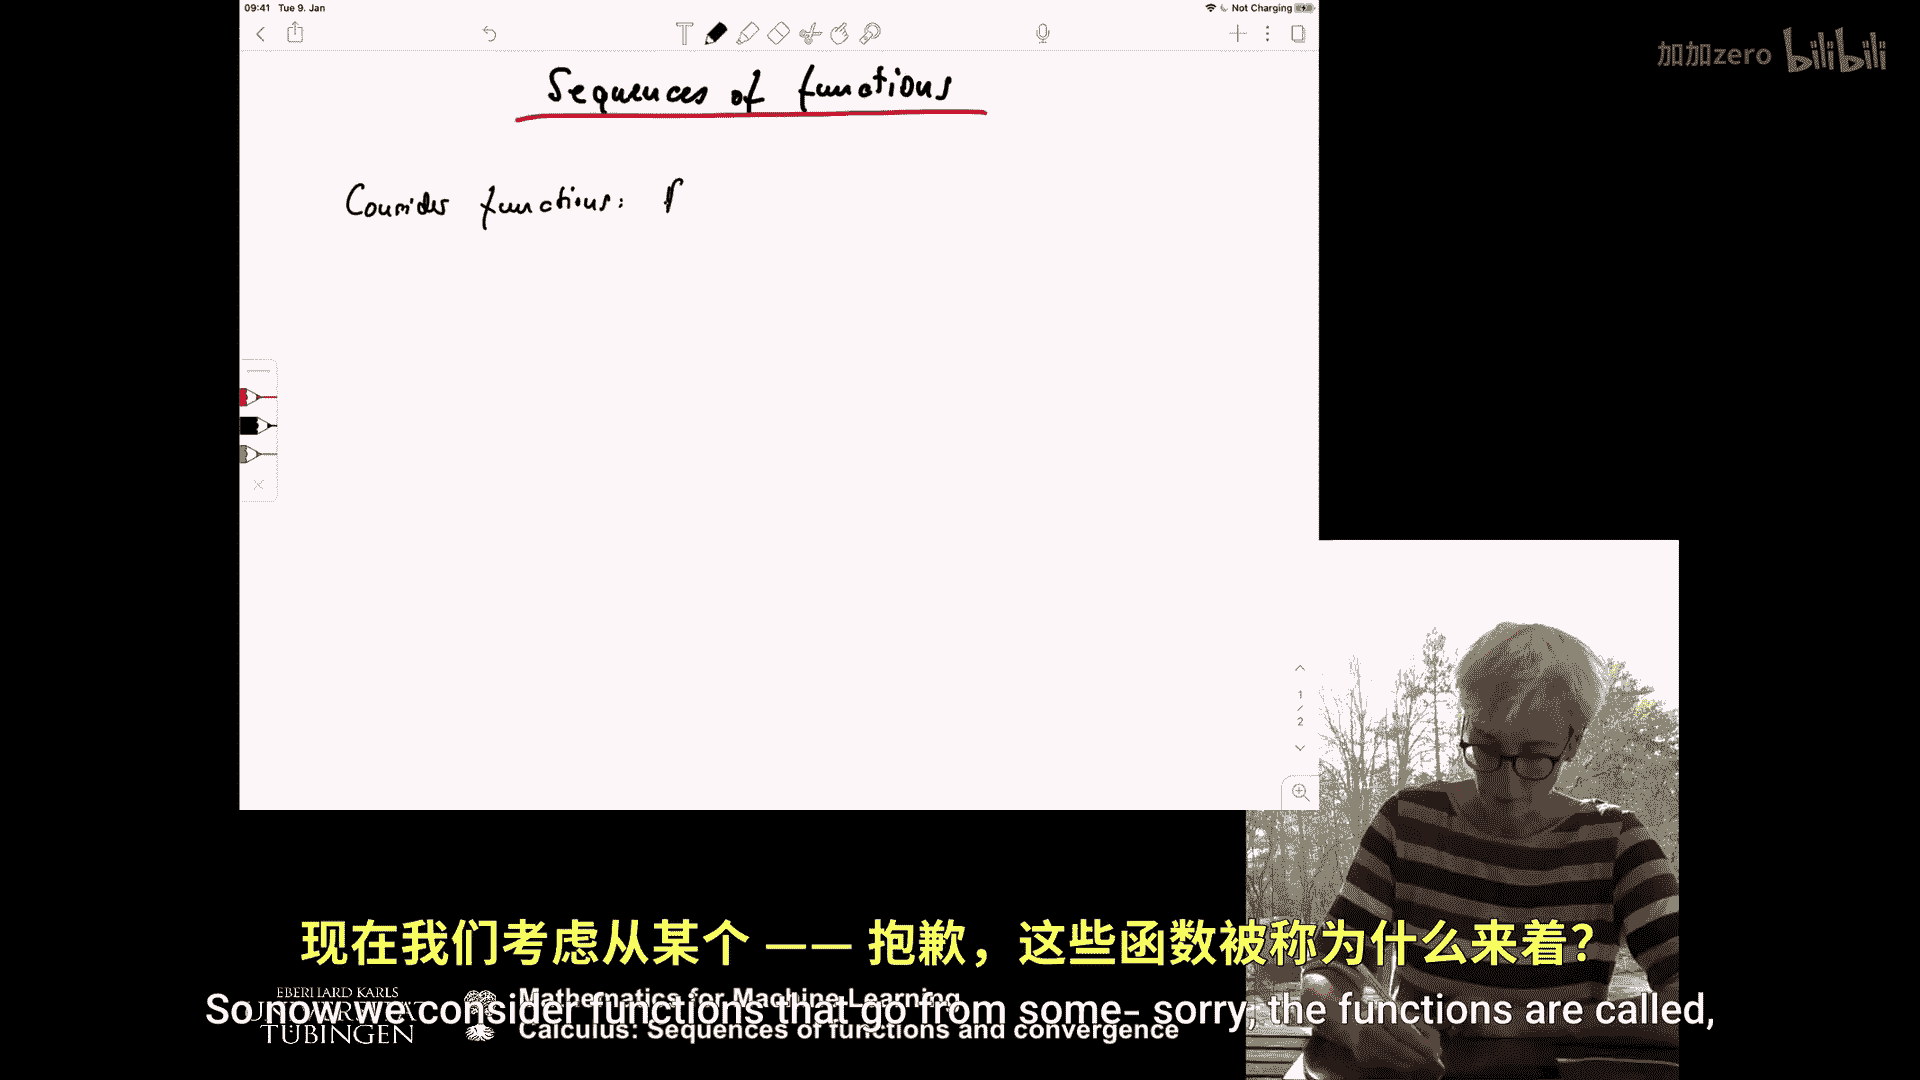 09:41 Tue 9. Jan
Not Charging
加加zero bilibili
Sequences of functions
Consider functions: f
1
/
2
现在我们考虑从某个 —— 抱歉，这些函数被称为什么来着？
So now we consider functions that go from some- sorry, the functions are called,
EBERHARD KARLS
UNIVERSITÄT
TÜBINGEN
Mathematics for Machine Learning
Calculus: Sequences of functions and convergence